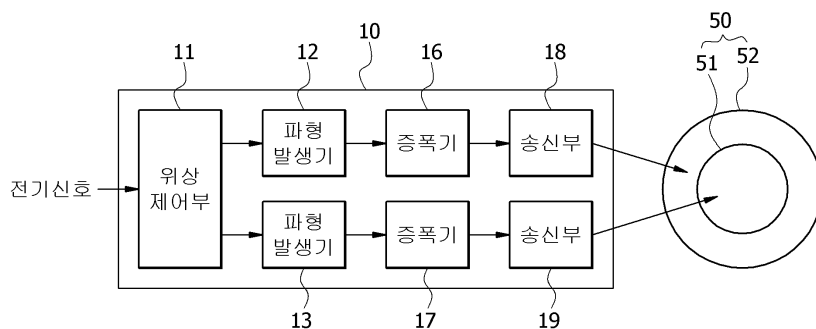 50
10
11
12
16
18
51
52
파형
발생기
증폭기
송신부
전기신호
위상
제어부
파형
발생기
증폭기
송신부
13
17
19